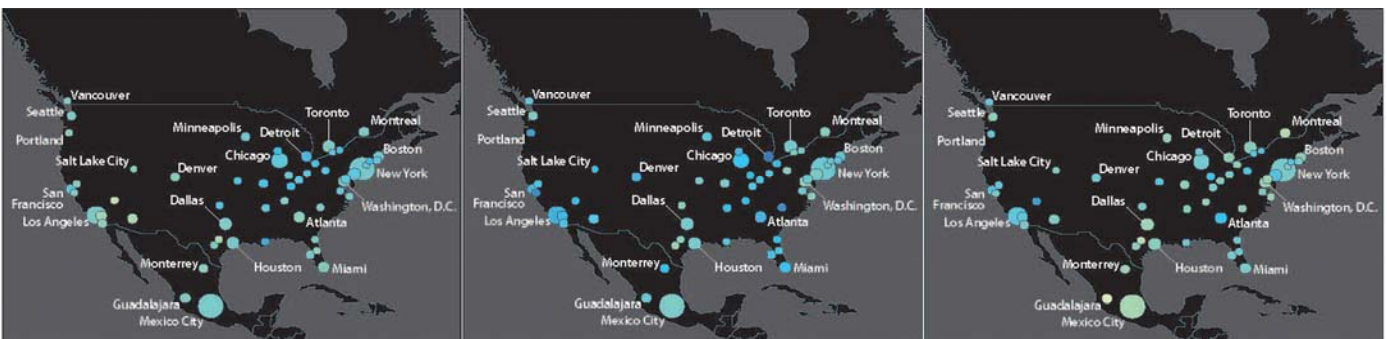 Vancouver
Seattle
Portland
Minneapolis
Toronto
Montreal
Detroit
Chicago
Boston
New York
Salt Lake City
Denver
San
Francisco
Los Angeles
Dallas
Atlanta
Washington, D.C.
Houston
Monterrey
Miami
Guadalajara
Mexico City
Vancouver
Seattle
Portland
Minneapolis
Toronto
Montreal
Detroit
Chicago
Boston
New York
Salt Lake City
Denver
San
Francisco
Los Angeles
Dallas
Atlanta
Washington, D.C.
Houston
Monterrey
Miami
Guadalajara
Mexico City
Vancouver
Seattle
Portland
Minneapolis
Toronto
Montreal
Detroit
Chicago
Boston
New York
Salt Lake City
Denver
San
Francisco
Los Angeles
Dallas
Atlanta
Washington, D.C.
Houston
Monterrey
Miami
Guadalajara
Mexico City